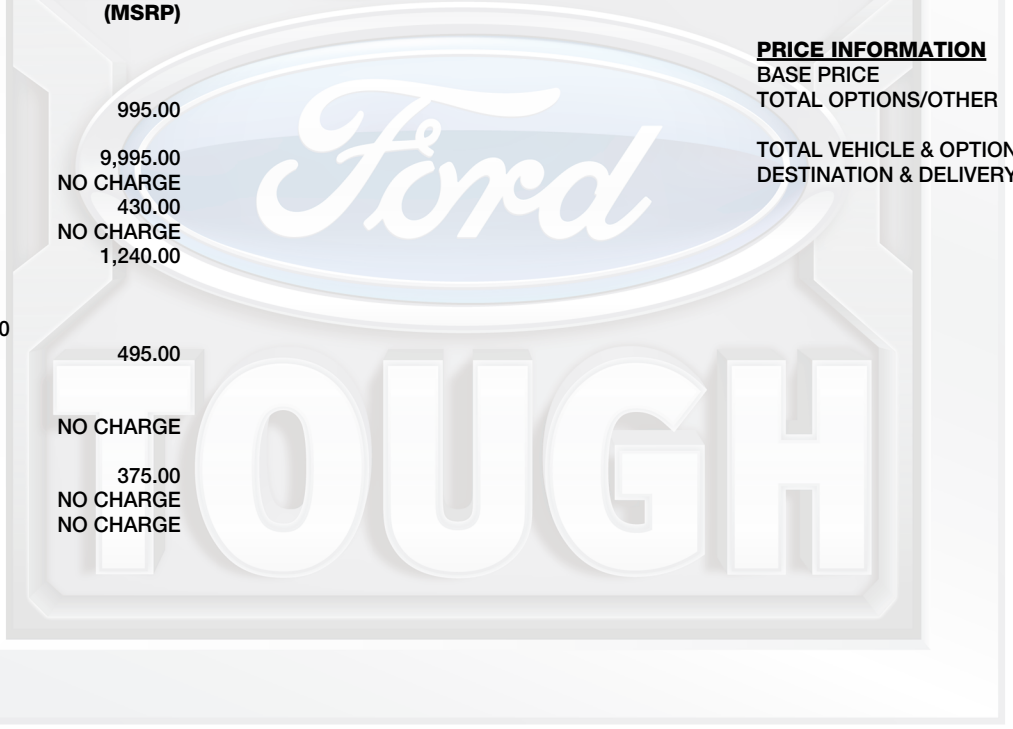 (MSRP)
995.00
9,995.00
NO CHARGE
430.00
NO CHARGE
1,240.00
0
495.00
NO CHARGE
375.00
NO CHARGE
NO CHARGE
PRICE INFORMATION
BASE PRICE
TOTAL OPTIONS/OTHER
TOTAL VEHICLE & OPTION
DESTINATION & DELIVERY
Ford
TOUGH